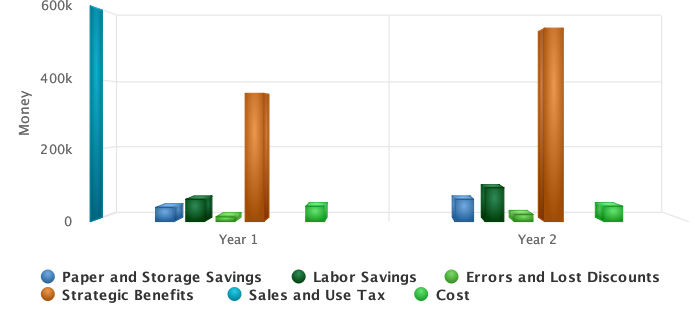 600k
400k
200k
0
Money
Year 1
Year 2
Paper and Storage Savings
Labor Savings
Errors and Lost Discounts
Strategic Benefits
Sales and Use Tax
Cost